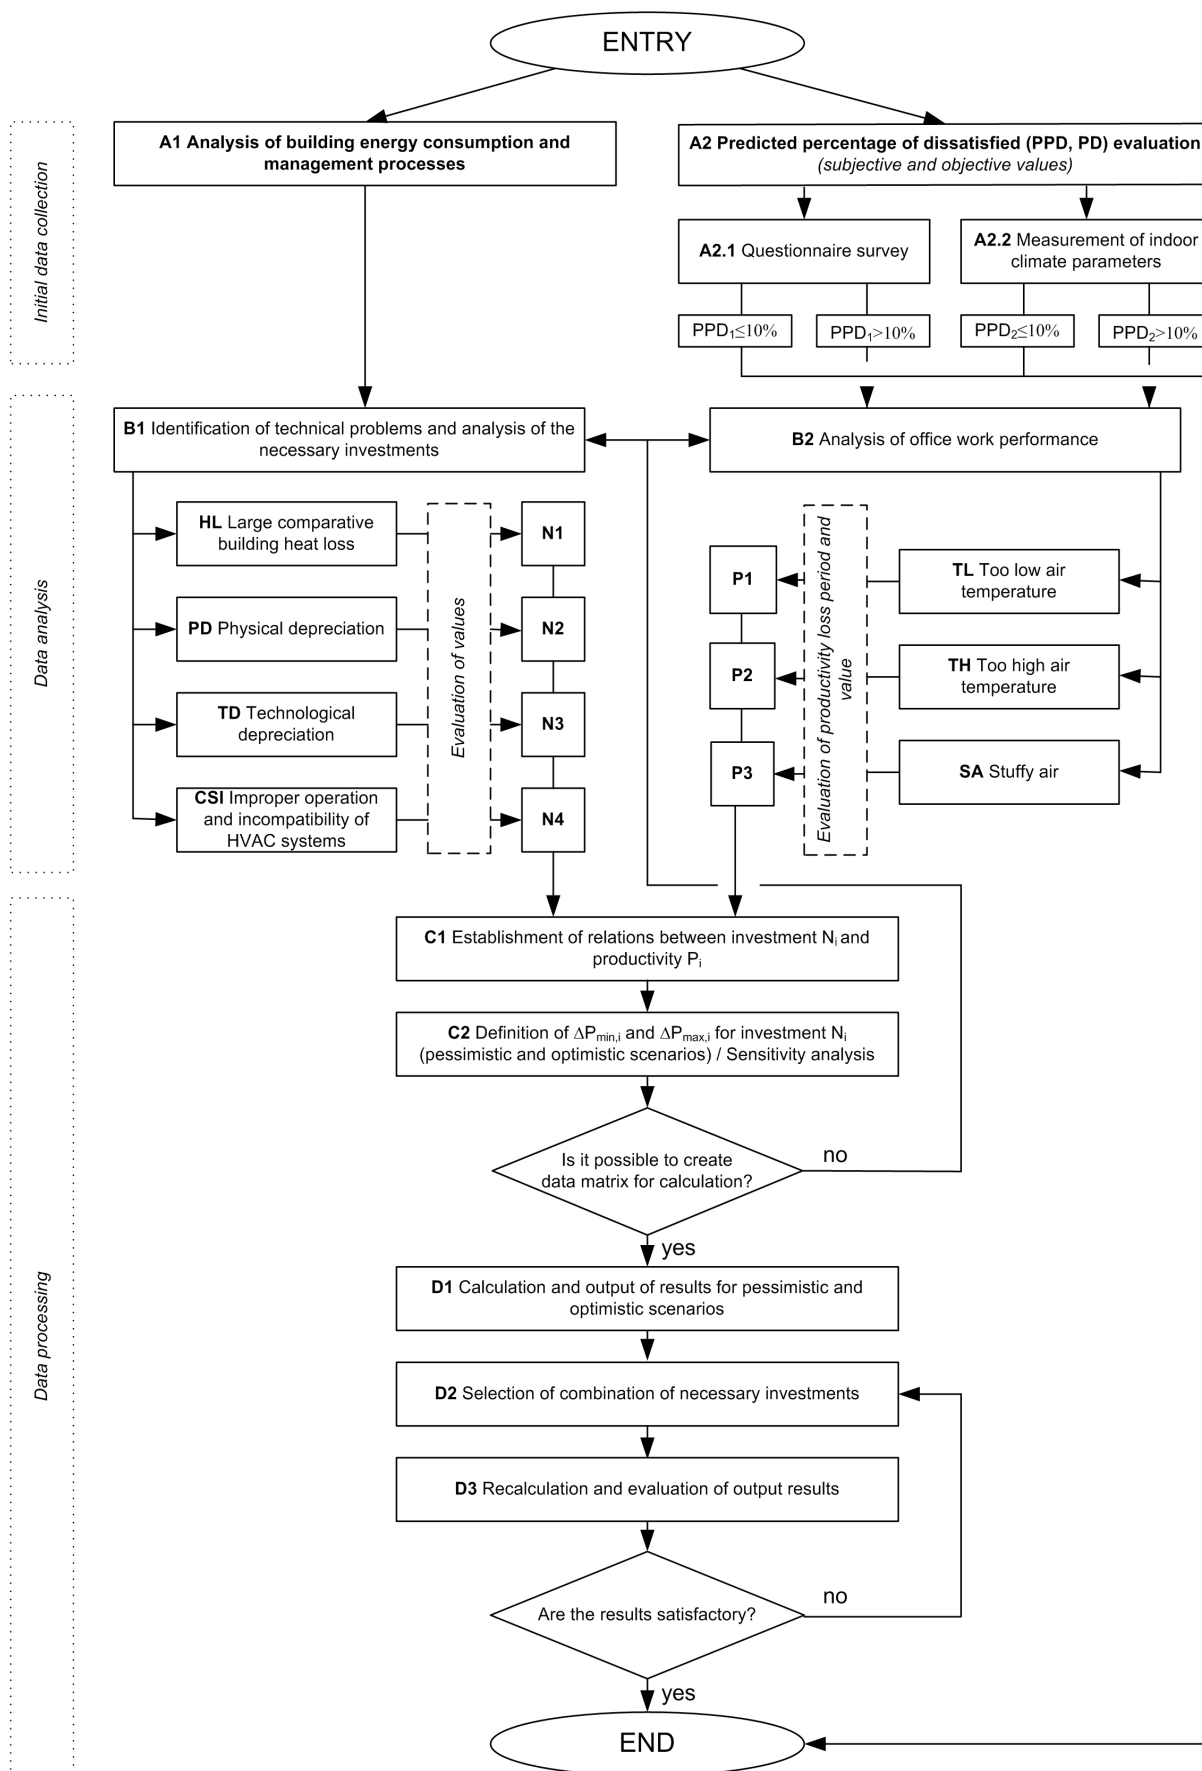 ENTRY
Initial data collection
A1 Analysis of building energy consumption and
management processes
A2 Predicted percentage of dissatisfied (PPD, PD) evaluation
(subjective and objective values)
A2.1 Questionnaire survey
A2.2 Measurement of indoor
climate parameters
PPD₁≤10%
PPD₁>10%
PPD₂≤10%
PPD₂>10%
Data analysis
B1 Identification of technical problems and analysis of the
necessary investments
B2 Analysis of office work performance
HL Large comparative
building heat loss
PD Physical depreciation
TD Technological
depreciation
CSI Improper operation
and incompatibility of
HVAC systems
Evaluation of values
N1
N2
N3
N4
P1
P2
P3
Evaluation of productivity loss period and
value
TL Too low air
temperature
TH Too high air
temperature
SA Stuffy air
Data processing
C1 Establishment of relations between investment Nᵢ and
productivity Pᵢ
C2 Definition of ΔPmin,i and ΔPmax,i for investment Nᵢ
(pessimistic and optimistic scenarios) / Sensitivity analysis
Is it possible to create
data matrix for calculation?
no
yes
D1 Calculation and output of results for pessimistic and
optimistic scenarios
D2 Selection of combination of necessary investments
D3 Recalculation and evaluation of output results
Are the results satisfactory?
no
yes
END